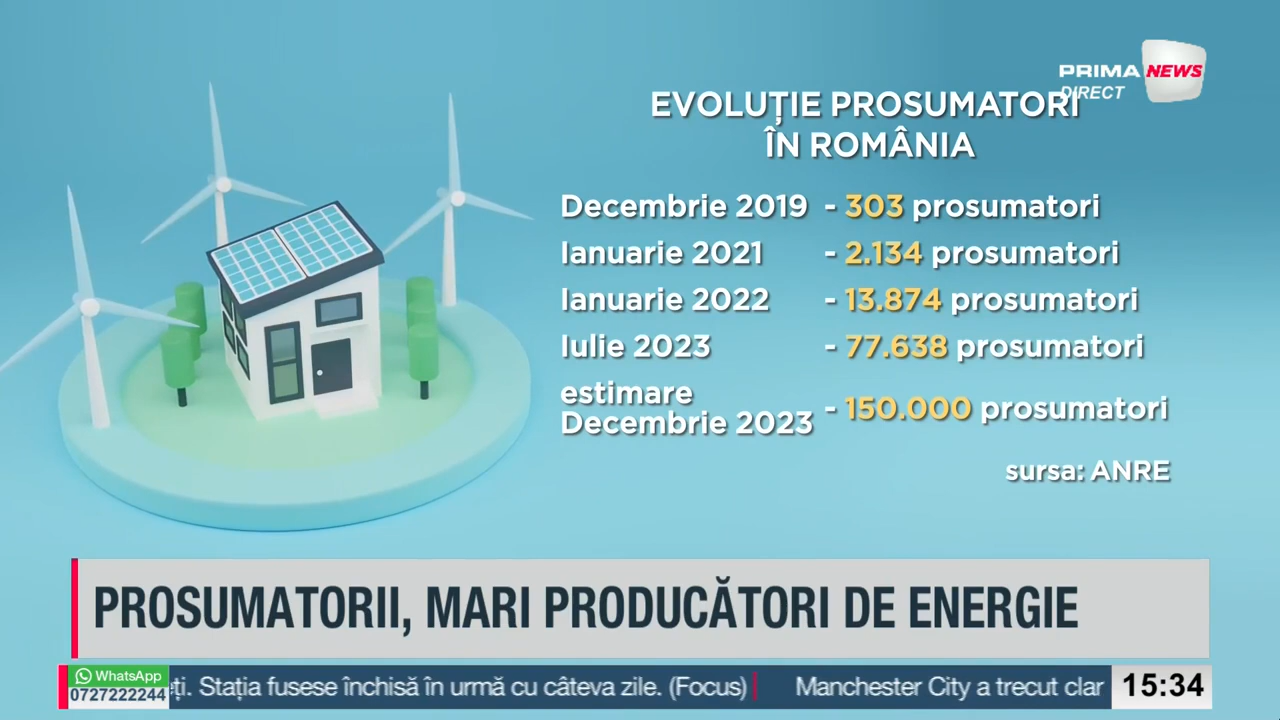 PRIMA NEWS
DIRECT
EVOLUȚIE PROSUMATORI
ÎN ROMÂNIA
Decembrie 2019 - 303 prosumatori
Ianuarie 2021 - 2.134 prosumatori
Ianuarie 2022 - 13.874 prosumatori
Iulie 2023 - 77.638 prosumatori
estimare
Decembrie 2023 - 150.000 prosumatori
sursa: ANRE
PROSUMATORII, MARI PRODUCĂTORI DE ENERGIE
WhatsApp
0727222244
ți. Stația fusese închisă în urmă cu câteva zile. (Focus) Manchester City a trecut clar
15:34